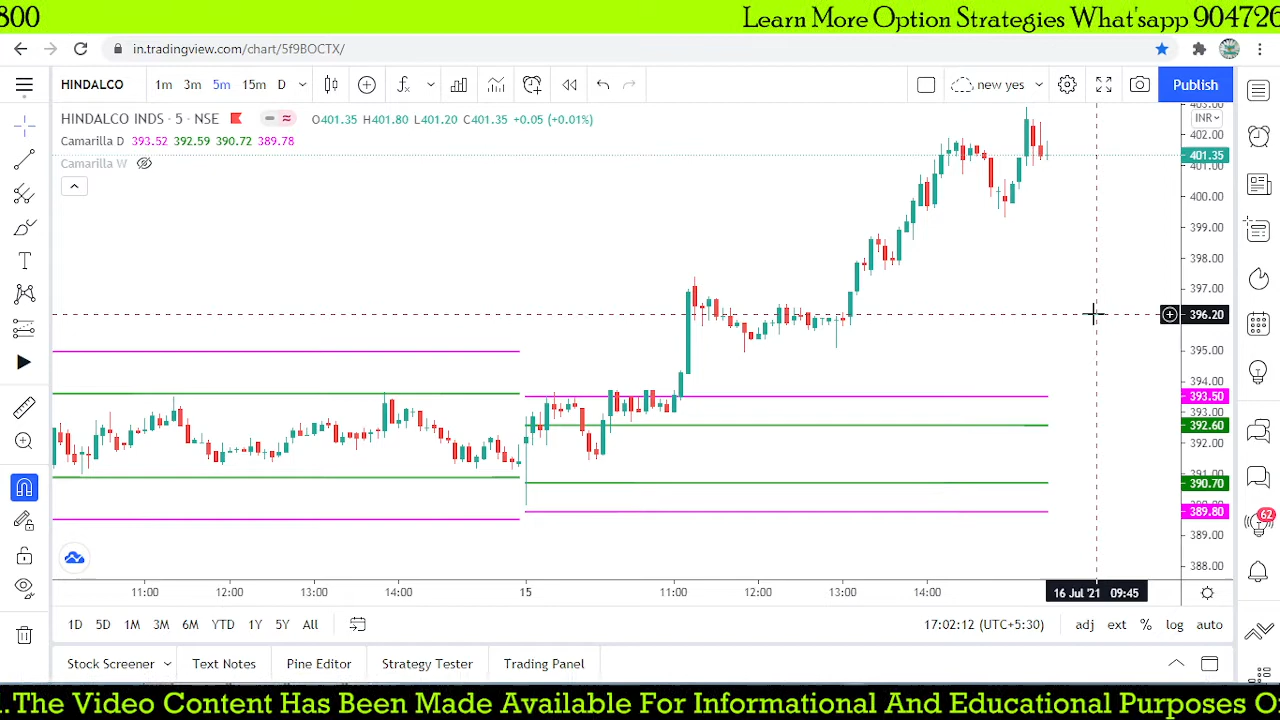 800
Learn More Option Strategies What'sapp 904726
in.tradingview.com/chart/5f9BOCTX/
HINDALCO 1m 3m 5m 15m D new yes Publish
HINDALCO INDS · 5 · NSE O401.35 H401.80 L401.20 C401.35 +0.05 (+0.01%)
Camarilla D 393.52 392.59 390.72 389.78
Camarilla W
INR
403.00
402.00
401.35
401.00
400.00
399.00
398.00
397.00
396.20
395.00
394.00
393.50
393.00
392.60
392.00
391.00
390.70
389.80
389.00
388.00
62
11:00 12:00 13:00 14:00 15 11:00 12:00 13:00 14:00 16 Jul '21 09:45
1D 5D 1M 3M 6M YTD 1Y 5Y All 17:02:12 (UTC+5:30) adj ext % log auto
Stock Screener Text Notes Pine Editor Strategy Tester Trading Panel
.The Video Content Has Been Made Available For Informational And Educational Purposes O